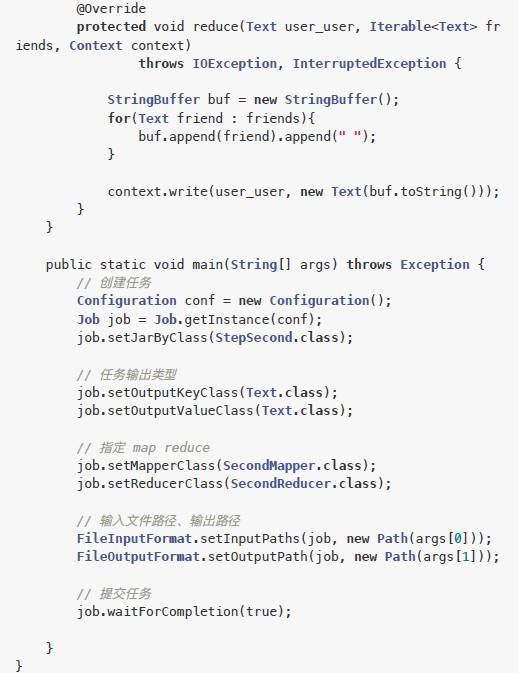 @Override
        protected void reduce(Text user_user, Iterable<Text> fr
iends, Context context)
                throws IOException, InterruptedException {

            StringBuffer buf = new StringBuffer();
            for(Text friend : friends){
                buf.append(friend).append(" ");
            }

            context.write(user_user, new Text(buf.toString()));
        }
    }

    public static void main(String[] args) throws Exception {
        // 创建任务
        Configuration conf = new Configuration();
        Job job = Job.getInstance(conf);
        job.setJarByClass(StepSecond.class);

        // 任务输出类型
        job.setOutputKeyClass(Text.class);
        job.setOutputValueClass(Text.class);

        // 指定 map reduce
        job.setMapperClass(SecondMapper.class);
        job.setReducerClass(SecondReducer.class);

        // 输入文件路径、输出路径
        FileInputFormat.setInputPaths(job, new Path(args[0]));
        FileOutputFormat.setOutputPath(job, new Path(args[1]));

        // 提交任务
        job.waitForCompletion(true);

    }
}